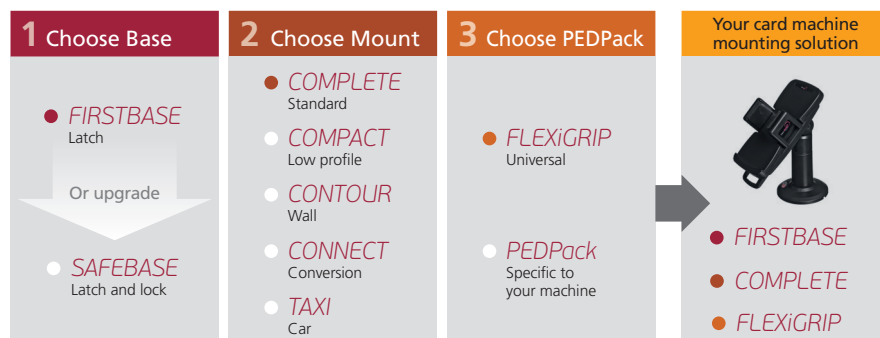 1 Choose Base
FIRSTBASE
Latch
Or upgrade
SAFEBASE
Latch and lock
2 Choose Mount
COMPLETE
Standard
COMPACT
Low profile
CONTOUR
Wall
CONNECT
Conversion
TAXI
Car
3 Choose PEDPack
FLEXiGRIP
Universal
PEDPack
Specific to
your machine
Your card machine
mounting solution
FIRSTBASE
COMPLETE
FLEXiGRIP